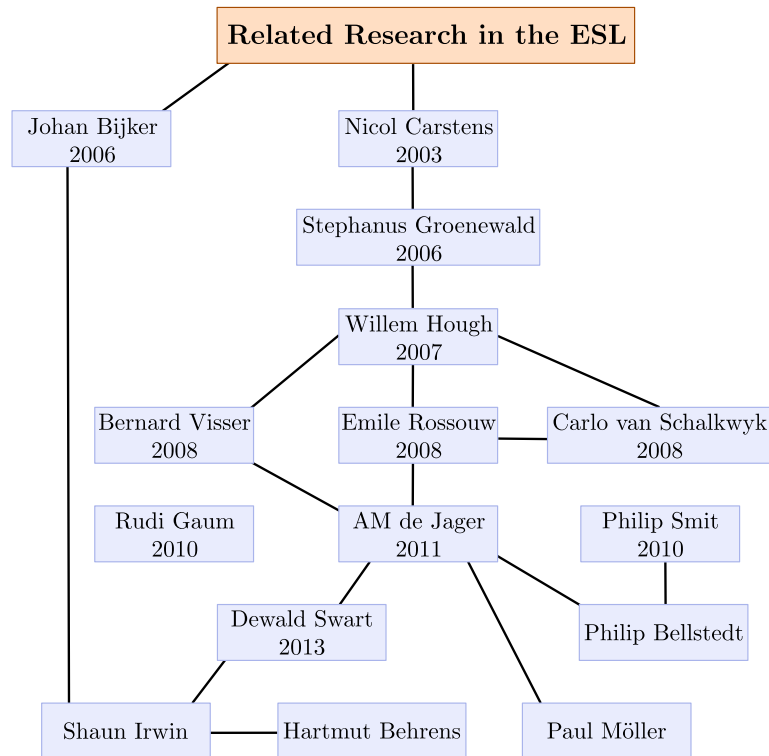 Related Research in the ESL
Johan Bijker
2006
Nicol Carstens
2003
Stephanus Groenewald
2006
Willem Hough
2007
Bernard Visser
2008
Emile Rossouw
2008
Carlo van Schalkwyk
2008
Rudi Gaum
2010
AM de Jager
2011
Philip Smit
2010
Dewald Swart
2013
Philip Bellstedt
Shaun Irwin
Hartmut Behrens
Paul Möller